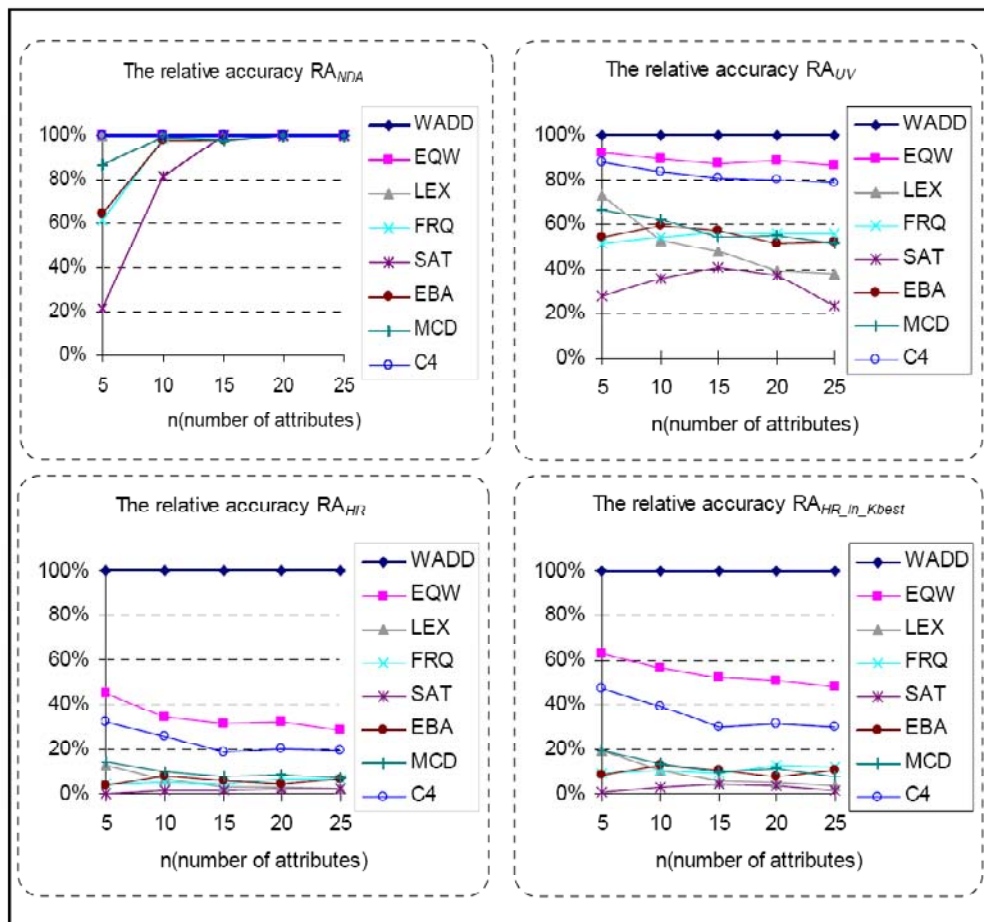 The relative accuracy RA_NDA
100%
80%
60%
40%
20%
0%
5 10 15 20 25
n(number of attributes)
WADD
EQW
LEX
FRQ
SAT
EBA
MCD
C4
The relative accuracy RA_UV
100%
80%
60%
40%
20%
0%
5 10 15 20 25
n(number of attributes)
WADD
EQW
LEX
FRQ
SAT
EBA
MCD
C4
The relative accuracy RA_HR
100%
80%
60%
40%
20%
0%
5 10 15 20 25
n(number of attributes)
WADD
EQW
LEX
FRQ
SAT
EBA
MCD
C4
The relative accuracy RA_HR_in_Kbest
100%
80%
60%
40%
20%
0%
5 10 15 20 25
n(number of attributes)
WADD
EQW
LEX
FRQ
SAT
EBA
MCD
C4